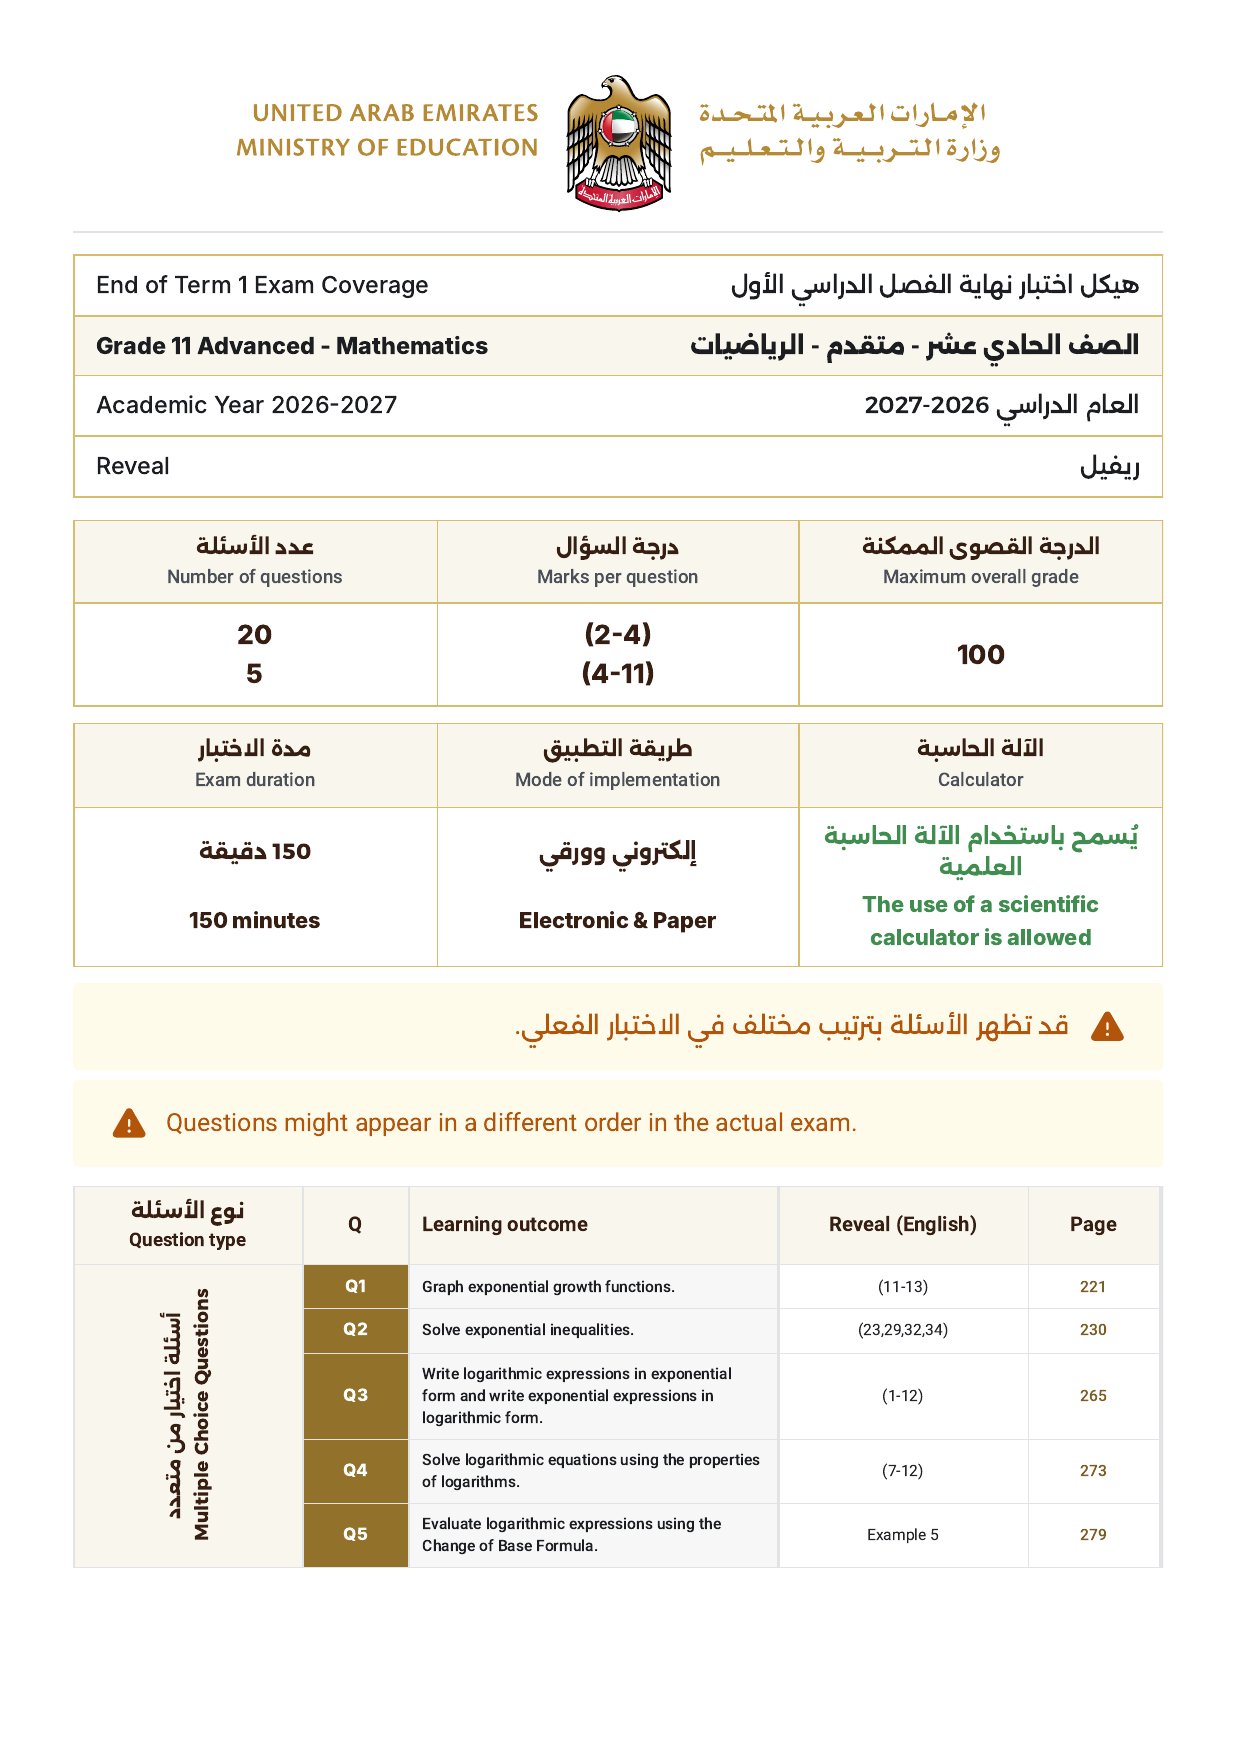 UNITED ARAB EMIRATES
MINISTRY OF EDUCATION
الإمارات العربية المتحدة
وزارة التربية والتعليم
الإمارات العربية المتحدة
End of Term 1 Exam Coverage
هيكل اختبار نهاية الفصل الدراسي الأول
Grade 11 Advanced - Mathematics
الصف الحادي عشر - متقدم - الرياضيات
Academic Year 2026-2027
العام الدراسي 2026-2027
Reveal
ريفيل
عدد الأسئلة
Number of questions
درجة السؤال
Marks per question
الدرجة القصوى الممكنة
Maximum overall grade
20
5
(2-4)
(4-11)
100
مدة الاختبار
Exam duration
طريقة التطبيق
Mode of implementation
الآلة الحاسبة
Calculator
150 دقيقة
150 minutes
إلكتروني وورقي
Electronic & Paper
يُسمح باستخدام الآلة الحاسبة
العلمية
The use of a scientific
calculator is allowed
قد تظهر الأسئلة بترتيب مختلف في الاختبار الفعلي.
Questions might appear in a different order in the actual exam.
نوع الأسئلة
Question type
Q
Learning outcome
Reveal (English)
Page
أسئلة اختيار من متعدد
Multiple Choice Questions
Q1
Graph exponential growth functions.
(11-13)
221
Q2
Solve exponential inequalities.
(23,29,32,34)
230
Q3
Write logarithmic expressions in exponential
form and write exponential expressions in
logarithmic form.
(1-12)
265
Q4
Solve logarithmic equations using the properties
of logarithms.
(7-12)
273
Q5
Evaluate logarithmic expressions using the
Change of Base Formula.
Example 5
279